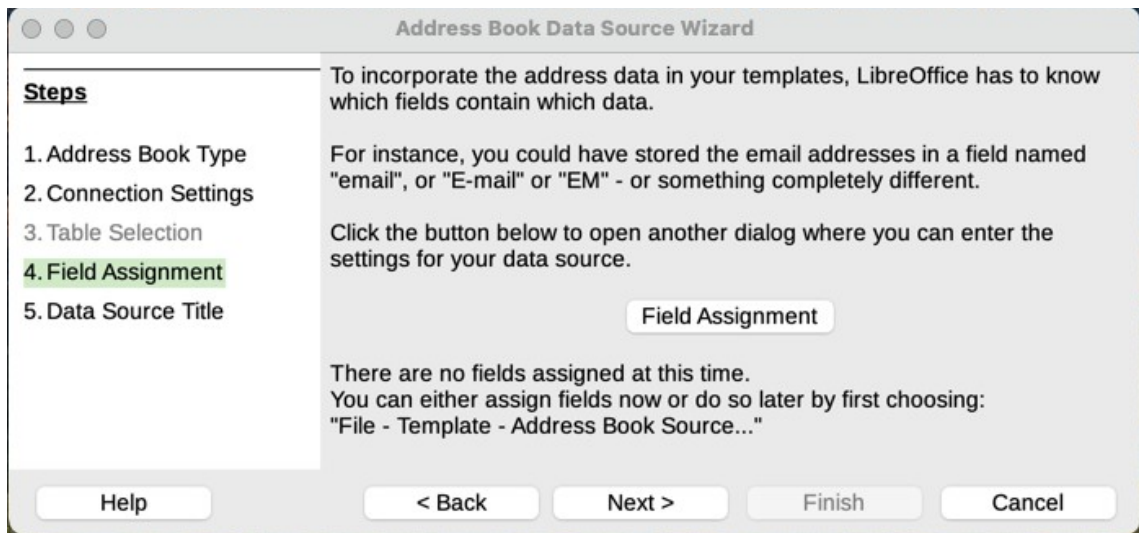 Address Book Data Source Wizard
Steps
1. Address Book Type
2. Connection Settings
3. Table Selection
4. Field Assignment
5. Data Source Title
To incorporate the address data in your templates, LibreOffice has to know
which fields contain which data.
For instance, you could have stored the email addresses in a field named
"email", or "E-mail" or "EM" - or something completely different.
Click the button below to open another dialog where you can enter the
settings for your data source.
Field Assignment
There are no fields assigned at this time.
You can either assign fields now or do so later by first choosing:
"File - Template - Address Book Source..."
Help
< Back
Next >
Finish
Cancel